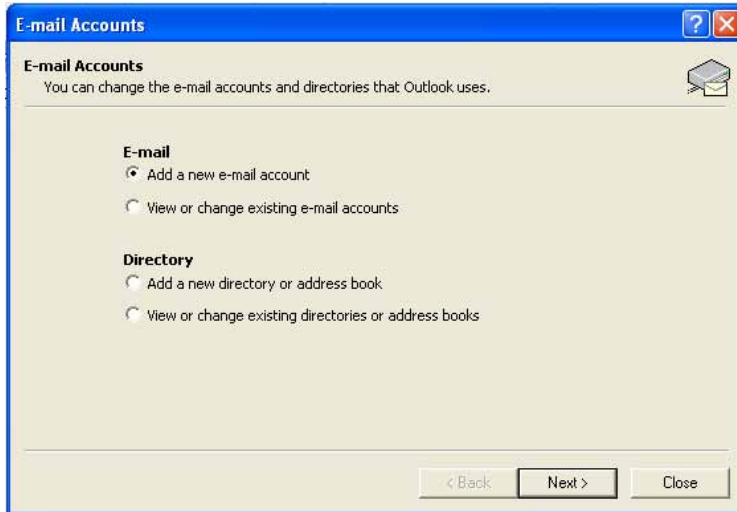 E-mail Accounts
E-mail Accounts
You can change the e-mail accounts and directories that Outlook uses.
E-mail
Add a new e-mail account
View or change existing e-mail accounts
Directory
Add a new directory or address book
View or change existing directories or address books
< Back
Next >
Close